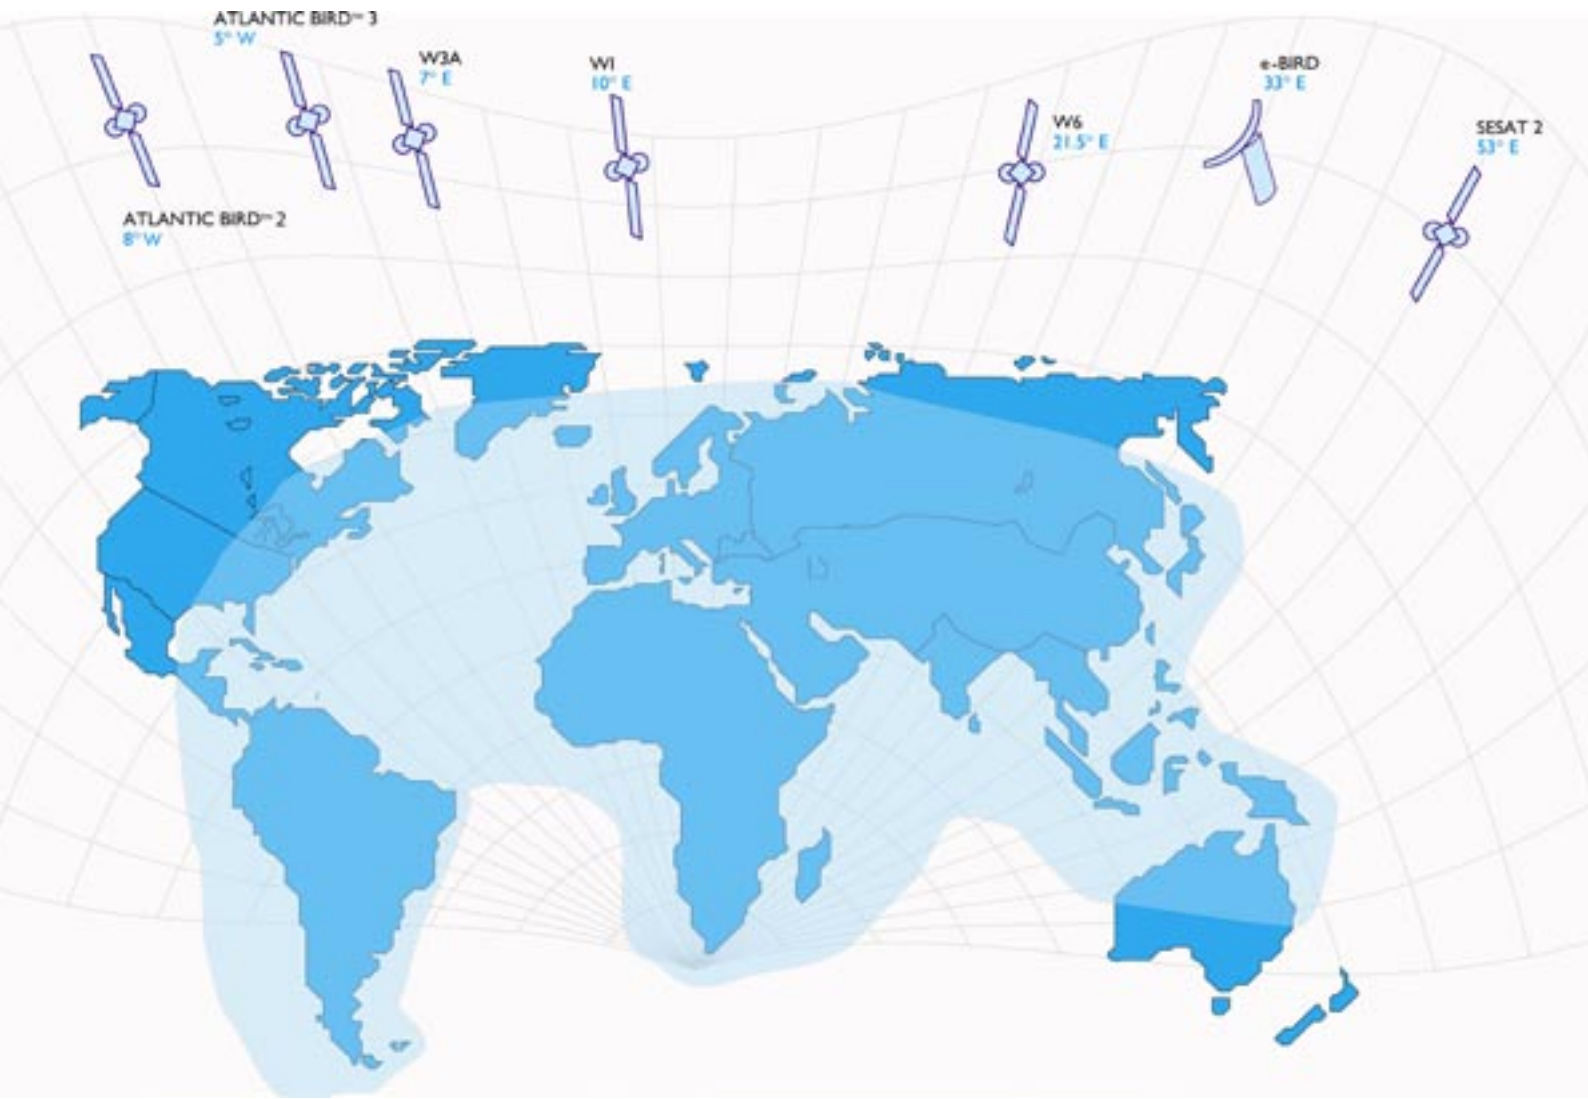 ATLANTIC BIRD™ 3
5° W
W3A
7° E
W1
10° E
e-BIRD
33° E
W6
21.5° E
SESAT 2
53° E
ATLANTIC BIRD™ 2
8° W